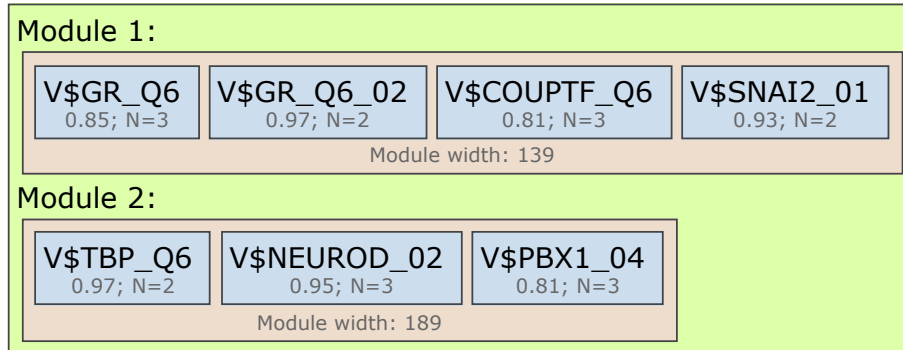 Module 1:
V$GR_Q6 V$GR_Q6_02 V$COUPTF_Q6 V$SNAI2_01
0.85; N=3 0.97; N=2 0.81; N=3 0.93; N=2
Module width: 139
Module 2:
V$TBP_Q6 V$NEUROD_02 V$PBX1_04
0.97; N=2 0.95; N=3 0.81; N=3
Module width: 189